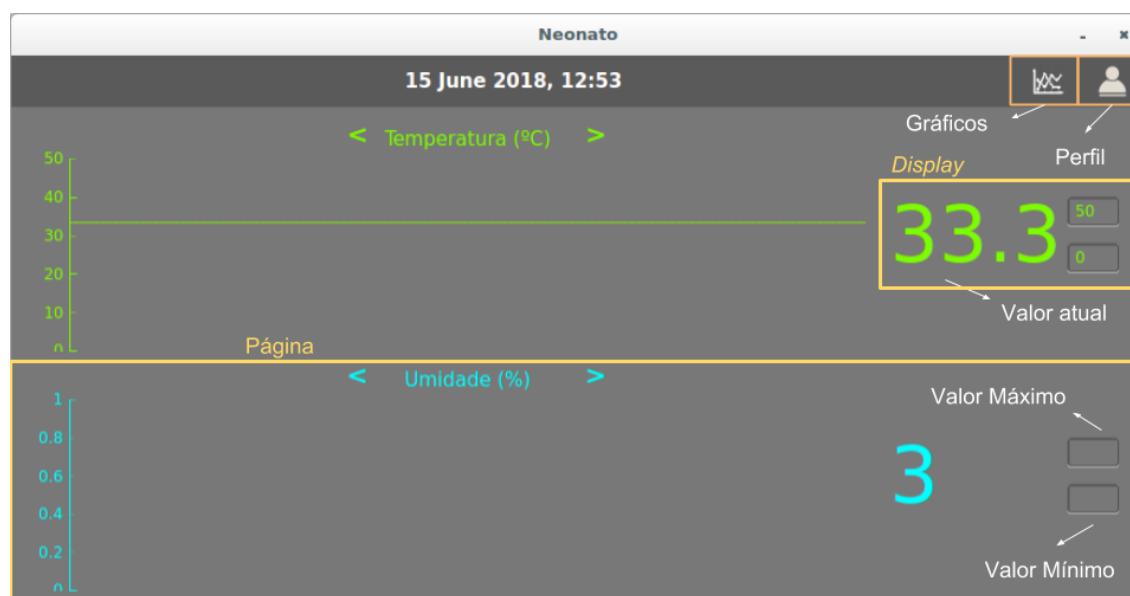 Neonato
15 June 2018, 12:53
Gráficos
Perfil
< Temperatura (ºC) >
50
40
30
20
10
0
Display
33.3
50
0
Valor atual
Página
< Umidade (%) >
1
0.8
0.6
0.4
0.2
0
3
Valor Máximo
Valor Mínimo